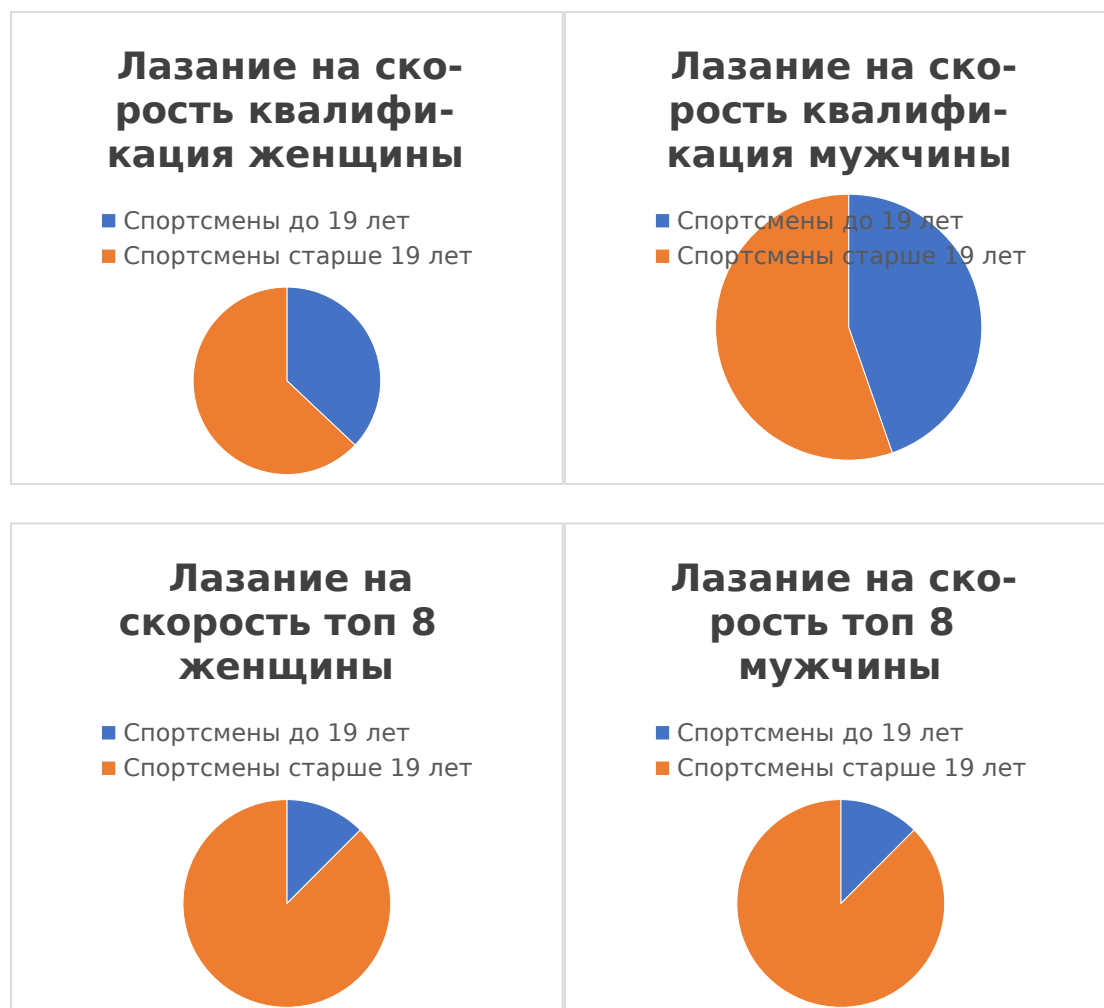 Лазание на ско-
рость квалифи-
кация женщины
Спортсмены до 19 лет
Спортсмены старше 19 лет
Лазание на ско-
рость квалифи-
кация мужчины
Спортсмены до 19 лет
Спортсмены старше 19 лет
Лазание на
скорость топ 8
женщины
Спортсмены до 19 лет
Спортсмены старше 19 лет
Лазание на ско-
рость топ 8
мужчины
Спортсмены до 19 лет
Спортсмены старше 19 лет